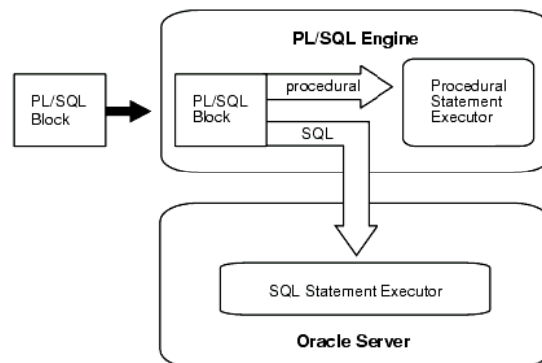 PL/SQL Engine
PL/SQL
Block
PL/SQL
Block
procedural
SQL
Procedural
Statement
Executor
SQL Statement Executor
Oracle Server